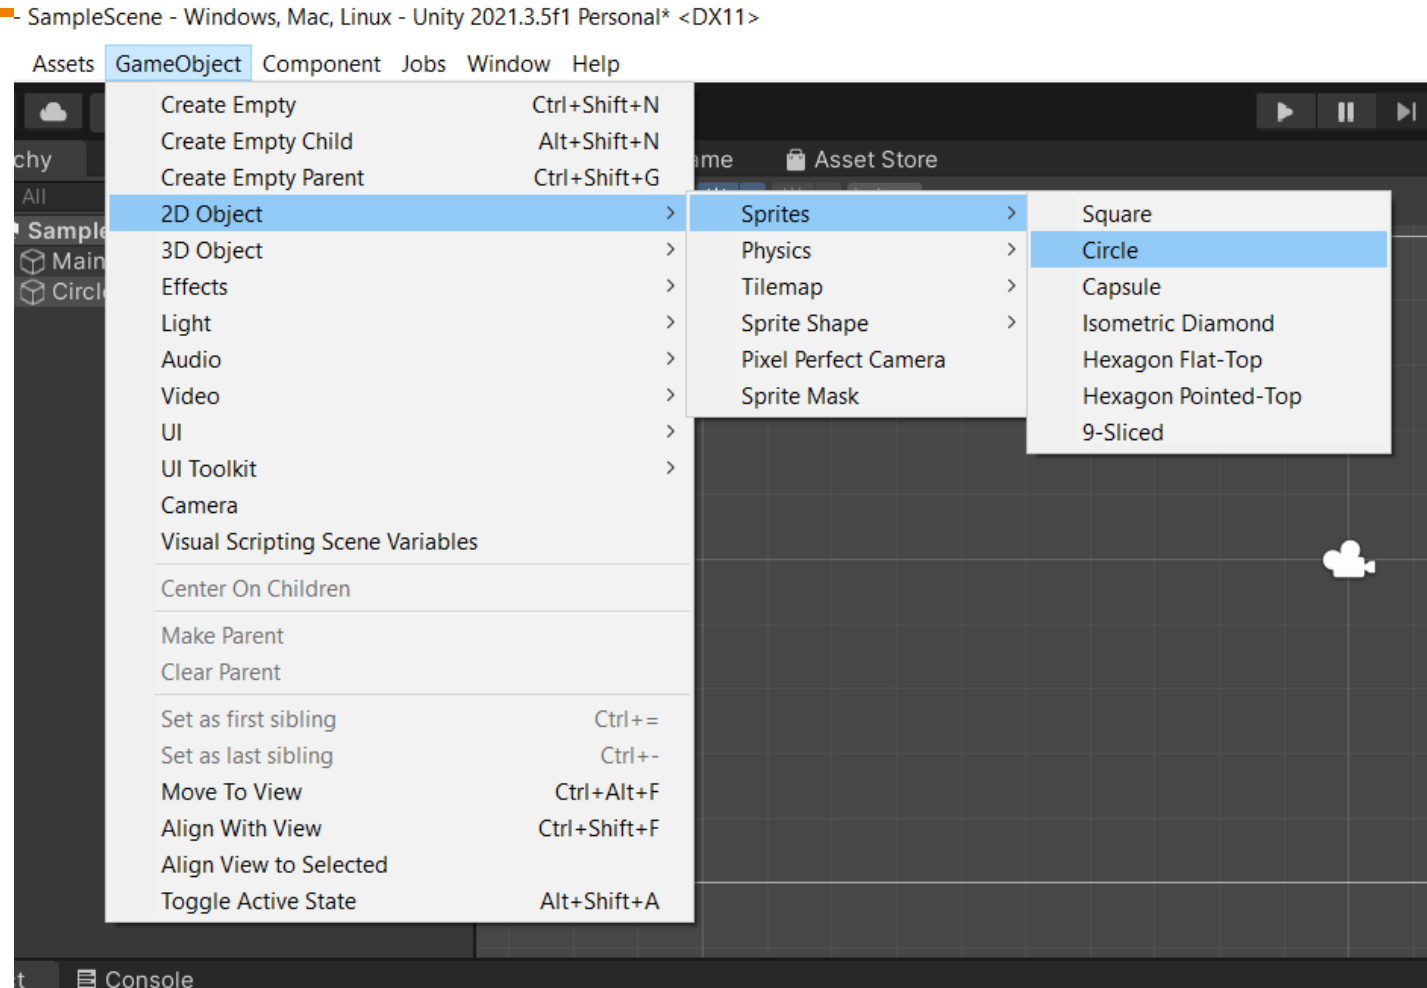 - SampleScene - Windows, Mac, Linux - Unity 2021.3.5f1 Personal* <DX11>
Assets GameObject Component Jobs Window Help
Create Empty Ctrl+Shift+N
Create Empty Child Alt+Shift+N
Create Empty Parent Ctrl+Shift+G
2D Object
3D Object
Effects
Light
Audio
Video
UI
UI Toolkit
Camera
Visual Scripting Scene Variables
Center On Children
Make Parent
Clear Parent
Set as first sibling Ctrl+=
Set as last sibling Ctrl+-
Move To View Ctrl+Alt+F
Align With View Ctrl+Shift+F
Align View to Selected
Toggle Active State Alt+Shift+A
Sprites
Physics
Tilemap
Sprite Shape
Pixel Perfect Camera
Sprite Mask
Square
Circle
Capsule
Isometric Diamond
Hexagon Flat-Top
Hexagon Pointed-Top
9-Sliced
chy
All
Sample
Main
Circl
ame Asset Store
t Console